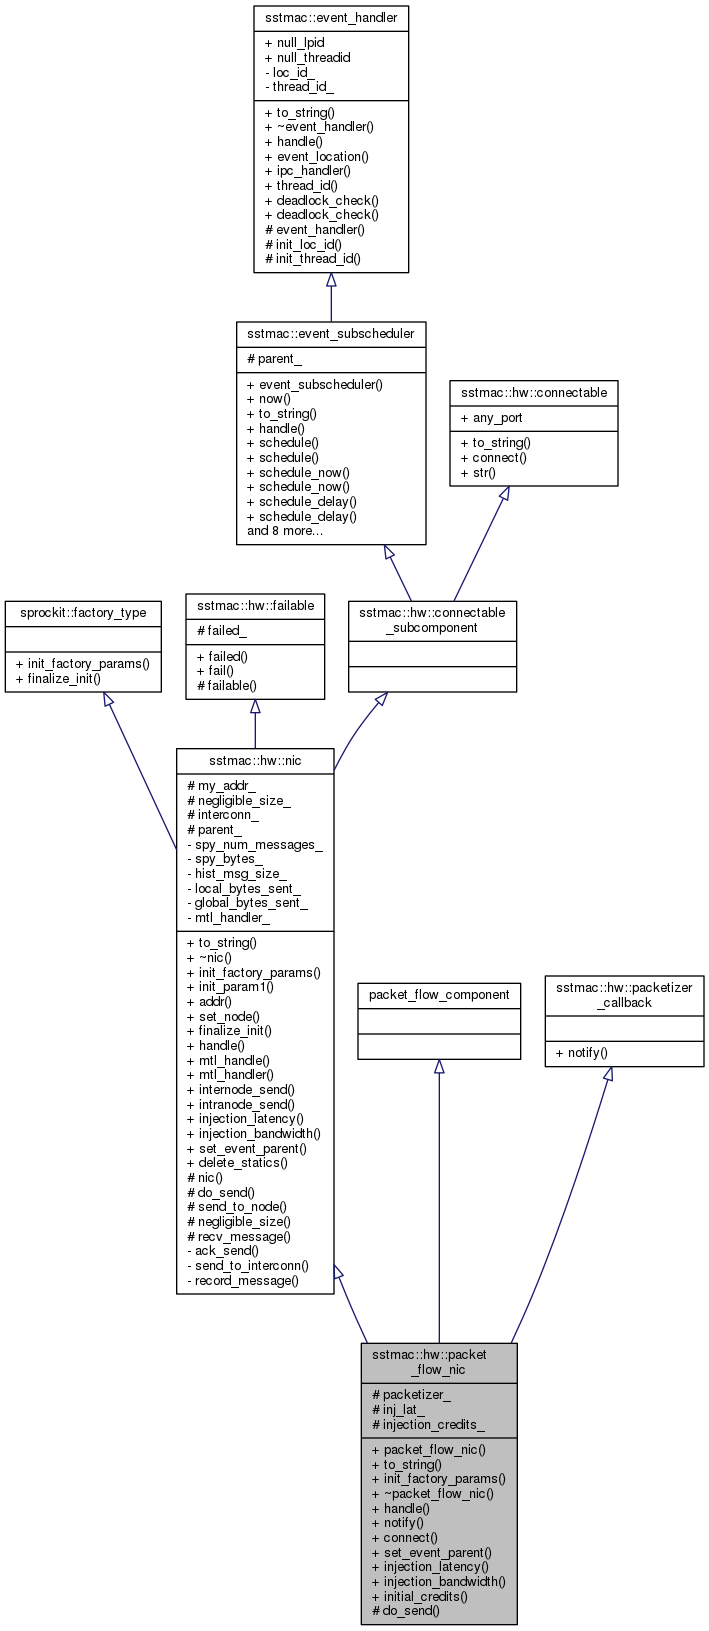 sstmac::event_handler
+ null_lpid
+ null_threadid
- loc_id_
- thread_id_
+ to_string()
+ ~event_handler()
+ handle()
+ event_location()
+ ipc_handler()
+ thread_id()
+ deadlock_check()
+ deadlock_check()
# event_handler()
# init_loc_id()
# init_thread_id()
sstmac::event_subscheduler
# parent_
+ event_subscheduler()
+ now()
+ to_string()
+ handle()
+ schedule()
+ schedule()
+ schedule_now()
+ schedule_now()
+ schedule_delay()
+ schedule_delay()
and 8 more...
sstmac::hw::connectable
+ any_port
+ to_string()
+ connect()
+ str()
sprockit::factory_type
+ init_factory_params()
+ finalize_init()
sstmac::hw::failable
# failed_
+ failed()
+ fail()
# failable()
sstmac::hw::connectable
_subcomponent
sstmac::hw::nic
# my_addr_
# negligible_size_
# interconn_
# parent_
- spy_num_messages_
- spy_bytes_
- hist_msg_size_
- local_bytes_sent_
- global_bytes_sent_
- mtl_handler_
+ to_string()
+ ~nic()
+ init_factory_params()
+ init_param1()
+ addr()
+ set_node()
+ finalize_init()
+ handle()
+ mtl_handle()
+ mtl_handler()
+ internode_send()
+ intranode_send()
+ injection_latency()
+ injection_bandwidth()
+ set_event_parent()
+ delete_statics()
# nic()
# do_send()
# send_to_node()
# negligible_size()
# recv_message()
- ack_send()
- send_to_interconn()
- record_message()
packet_flow_component
sstmac::hw::packetizer
_callback
+ notify()
sstmac::hw::packet
_flow_nic
# packetizer_
# inj_lat_
# injection_credits_
+ packet_flow_nic()
+ to_string()
+ init_factory_params()
+ ~packet_flow_nic()
+ handle()
+ notify()
+ connect()
+ set_event_parent()
+ injection_latency()
+ injection_bandwidth()
+ initial_credits()
# do_send()